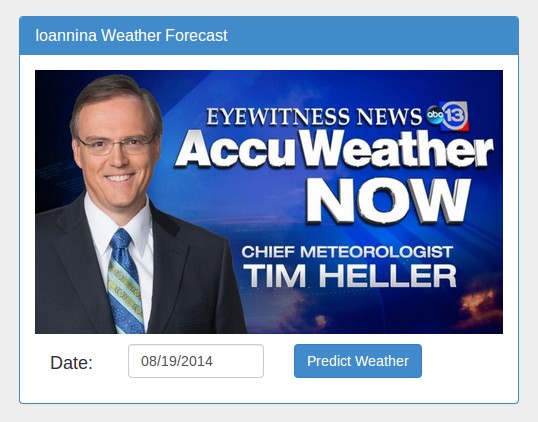 Ioannina Weather Forecast
EYEWITNESS NEWS abc 13
AccuWeather
NOW
CHIEF METEOROLOGIST
TIM HELLER
Date: 08/19/2014 Predict Weather